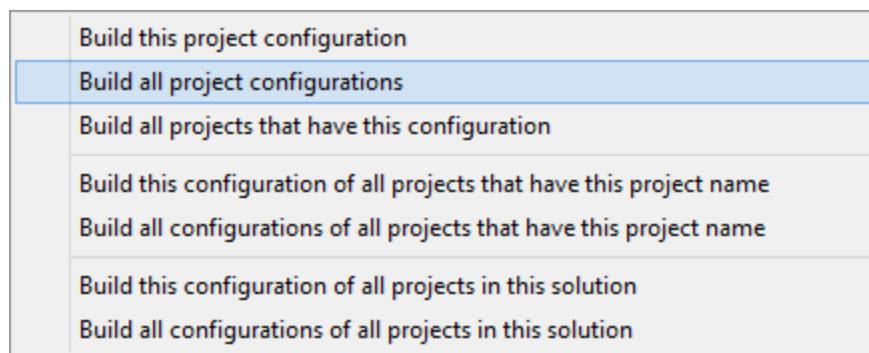 Build this project configuration
Build all project configurations
Build all projects that have this configuration
Build this configuration of all projects that have this project name
Build all configurations of all projects that have this project name
Build this configuration of all projects in this solution
Build all configurations of all projects in this solution